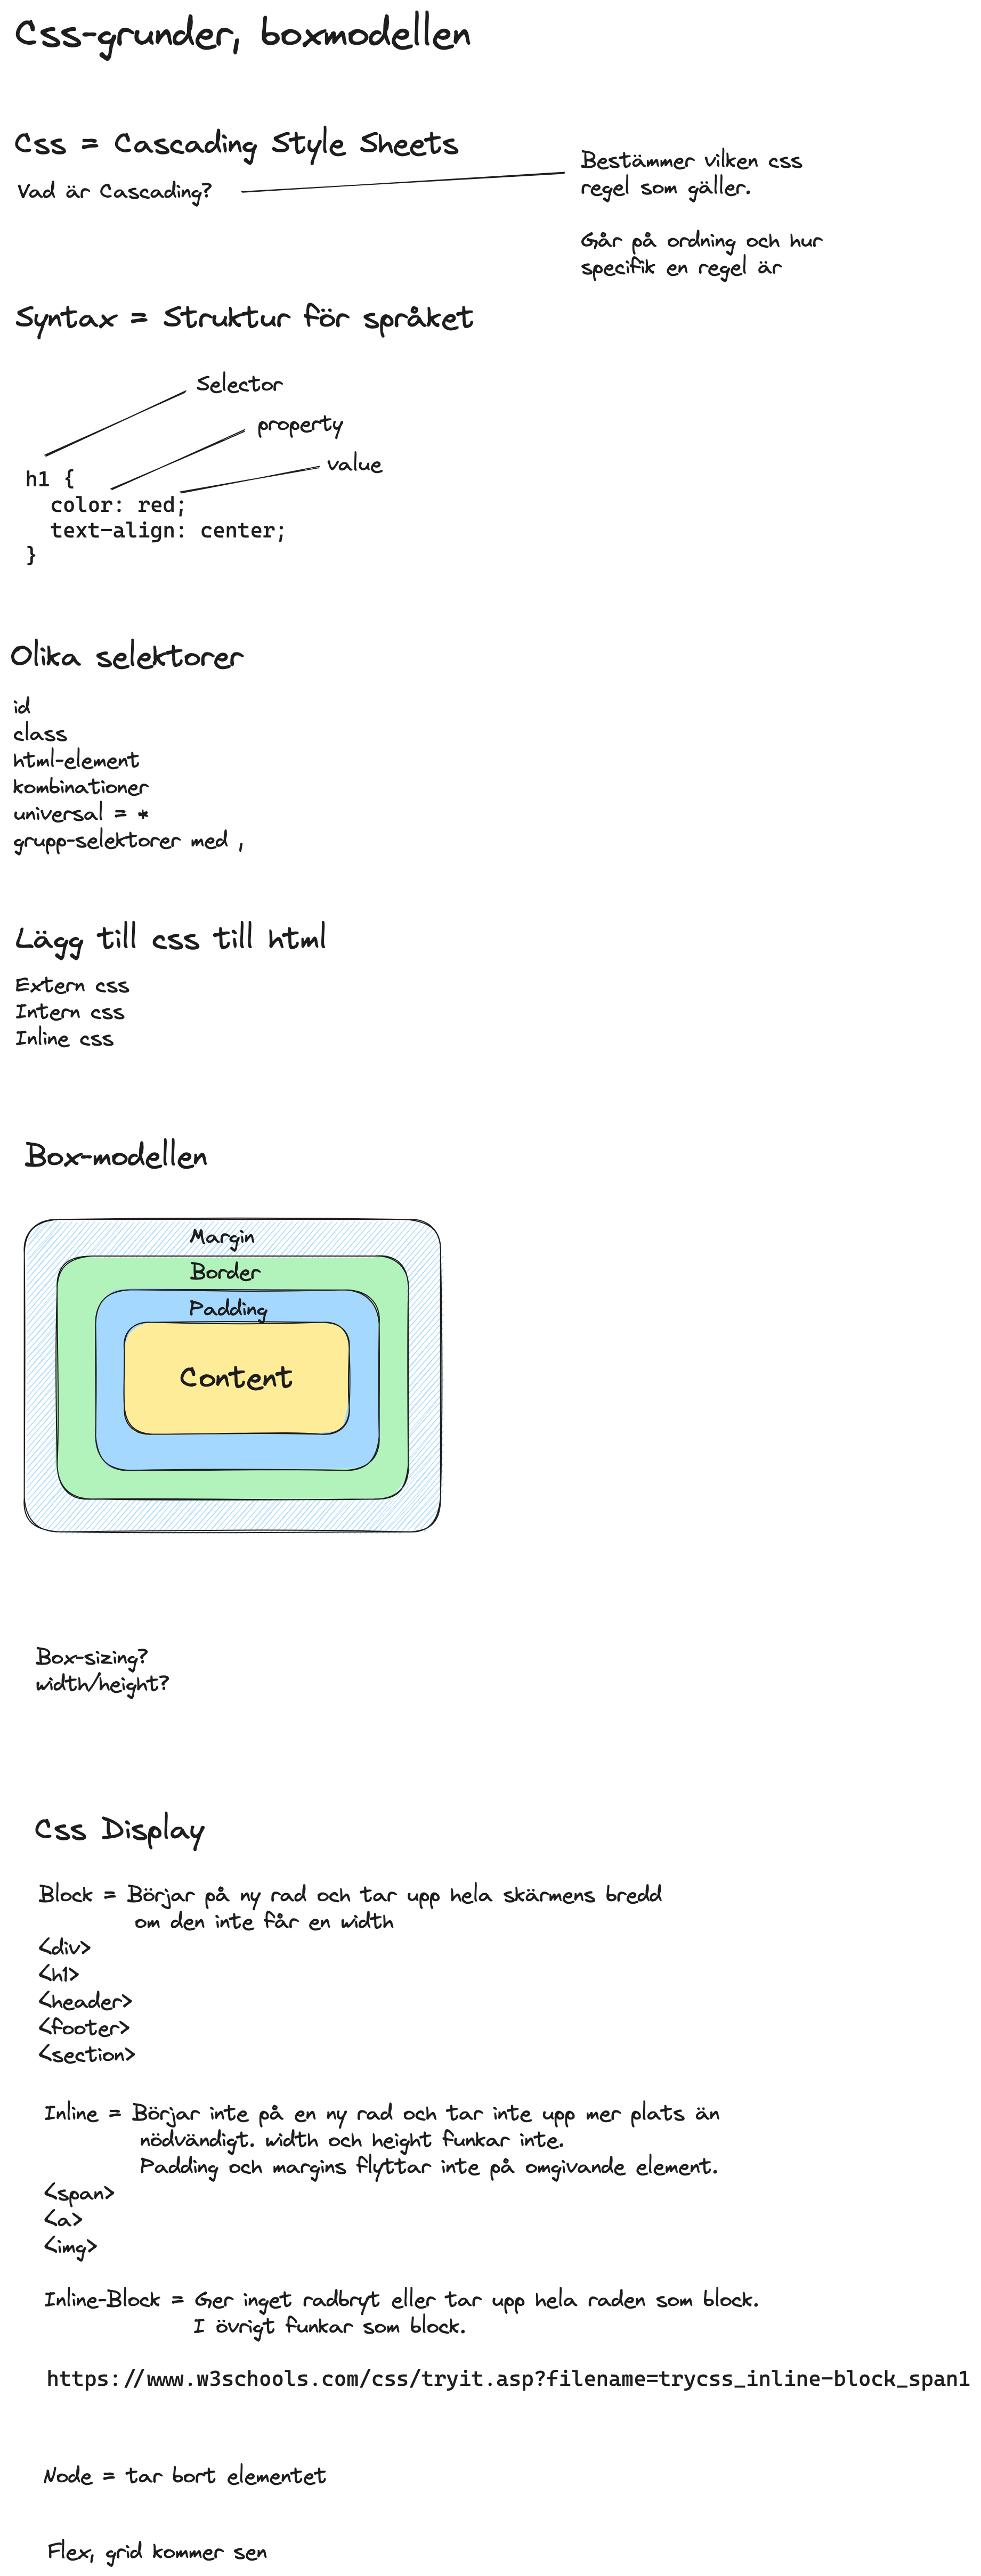 Css-grunder, boxmodellen
Css = Cascading Style Sheets
Vad är Cascading?
Bestämmer vilken css
regel som gäller.
Går på ordning och hur
specifik en regel är
Syntax = Struktur för språket
Selector
property
value
h1 {
color: red;
text-align: center;
}
Olika selektorer
id
class
html-element
kombinationer
universal = *
grupp-selektorer med ,
Lägg till css till html
Extern css
Intern css
Inline css
Box-modellen
Margin
Border
Padding
Content
Box-sizing?
width/height?
Css Display
Block = Börjar på ny rad och tar upp hela skärmens bredd
om den inte får en width
<div>
<h1>
<header>
<footer>
<section>
Inline = Börjar inte på en ny rad och tar inte upp mer plats än
nödvändigt. width och height funkar inte.
Padding och margins flyttar inte på omgivande element.
<span>
<a>
<img>
Inline-Block = Ger inget radbryt eller tar upp hela raden som block.
I övrigt funkar som block.
https://www.w3schools.com/css/tryit.asp?filename=trycss_inline-block_span1
Node = tar bort elementet
Flex, grid kommer sen